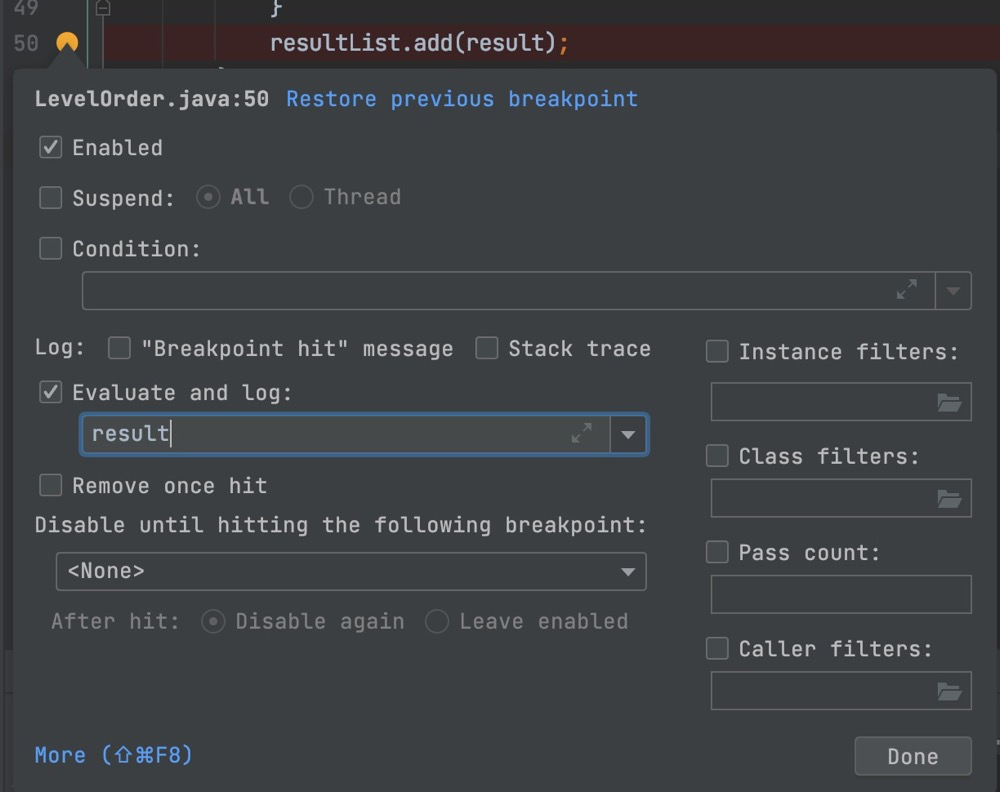 49 }
50 resultList.add(result);
LevelOrder.java:50 Restore previous breakpoint
Enabled
Suspend: All Thread
Condition:
Log: "Breakpoint hit" message Stack trace
Instance filters:
Evaluate and log:
result
Class filters:
Remove once hit
Disable until hitting the following breakpoint:
Pass count:
<None>
After hit: Disable again Leave enabled
Caller filters:
More (⇧⌘F8)
Done